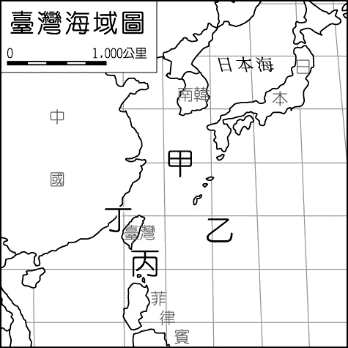 臺灣海域圖
0 1,000公里
日本海
日
南韓
本
中
國
甲
丁
臺灣
乙
丙
菲
律
賓